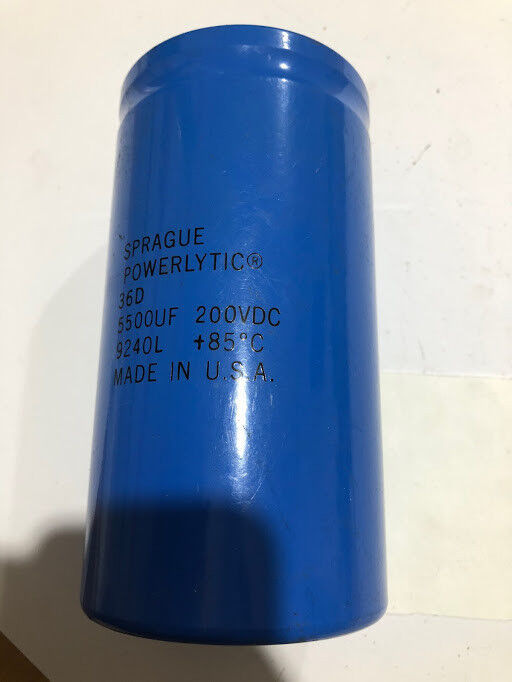 SPRAGUE
POWERLYTIC®
36D
5500UF 200VDC
9240L +85°C
MADE IN U.S.A.